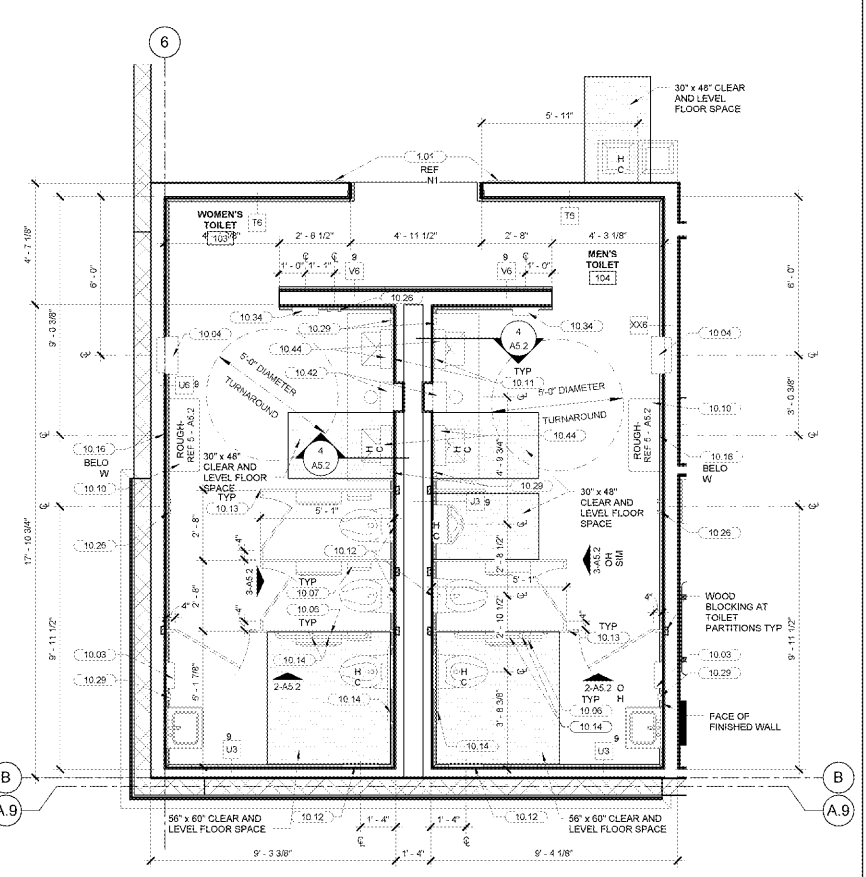 6
30" x 48" CLEAR
AND LEVEL
FLOOR SPACE
5' - 11"
H
C
1.01
REF
N1
WOMEN'S
TOILET
103
T6
T6
2' - 6 1/2"
4' - 11 1/2"
2' - 8"
4' - 3 1/8"
MEN'S
TOILET
104
4' - 7 1/8"
6' - 0"
9' - 0 3/8"
1' - 0"
1' - 1"
9
V6
9
V6
1' - 0"
6' - 0"
10.26
10.34
10.29
10.34
XX6
10.04
10.04
10.44
4
A5.2
TYP
10.42
10.11
5'-0" DIAMETER
TURNAROUND
5'-0" DIAMETER
TURNAROUND
U6
9
3' - 0 3/8"
10.10
ROUGH-
REF 5 - A5.2
ROUGH-
REF 5 - A5.2
10.44
10.16
BELO
W
10.16
BELO
W
H
C
H
C
4
A5.2
4' - 9 3/4"
30" x 48"
CLEAR AND
LEVEL FLOOR
SPACE
10.10
10.29
TYP
10.13
5' - 1"
J3
9
30" x 48"
CLEAR AND
LEVEL FLOOR
SPACE
H
C
17' - 10 3/4"
2' - 8"
4"
10.26
10.26
10.12
2' - 8 1/2"
3-A5.2
OH
SIM
3-A5.2
TYP
10.07
10.06
TYP
5' - 1"
2' - 8"
4"
4"
2' - 10 1/2"
4"
4"
WOOD
BLOCKING AT
TOILET
PARTITIONS TYP
TYP
10.13
9' - 11 1/2"
9' - 11 1/2"
10.03
10.29
10.03
10.29
10.14
2-A5.2
H
C
10.14
H
C
2-A5.2
TYP
O
H
10.06
10.14
6' - 1 7/8"
3' - 8 3/8"
FACE OF
FINISHED WALL
9
U3
10.14
9
U3
B
B
A.9
A.9
56" x 60" CLEAR AND
LEVEL FLOOR SPACE
10.12
1' - 4"
1' - 4"
10.12
56" x 60" CLEAR AND
LEVEL FLOOR SPACE
9' - 3 3/8"
1' - 4"
9' - 4 1/8"